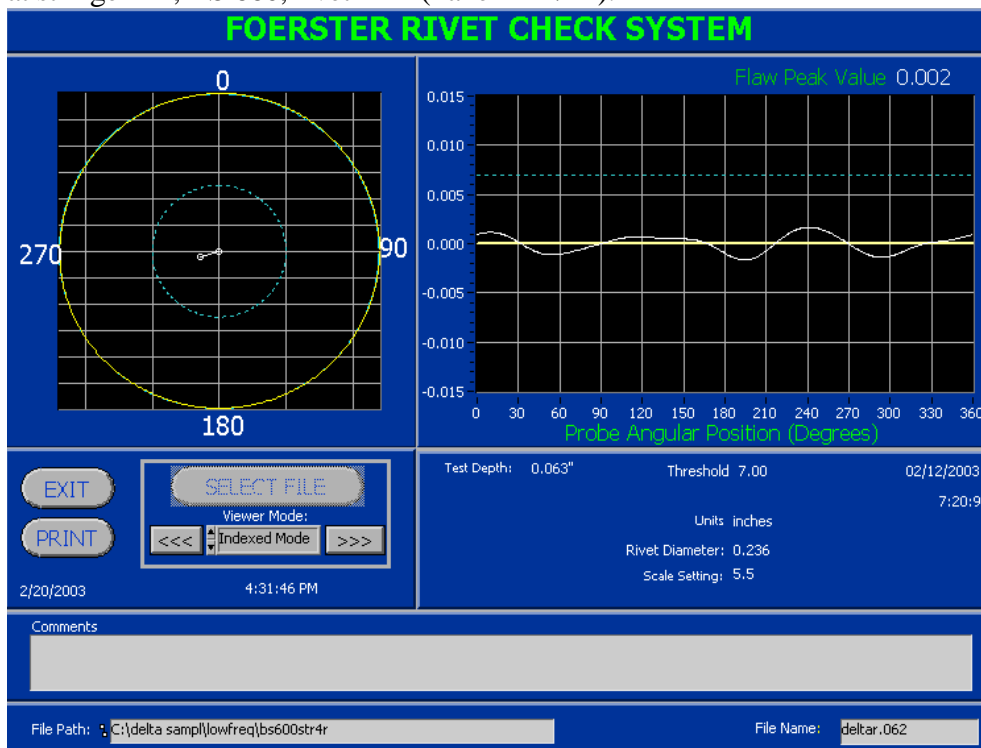 FOERSTER RIVET CHECK SYSTEM
0
270
90
180
Flaw Peak Value 0.002
0.015
0.010
0.005
0.000
-0.005
-0.010
-0.015
0 30 60 90 120 150 180 210 240 270 300 330 360
Probe Angular Position (Degrees)
EXIT
PRINT
SELECT FILE
Viewer Mode:
<<< Indexed Mode >>>
2/20/2003 4:31:46 PM
Test Depth: 0.063" Threshold 7.00 02/12/2003
7:20:9
Units inches
Rivet Diameter: 0.236
Scale Setting: 5.5
Comments
File Path: C:\delta sampl\lowfreq\bs600str4r
File Name: deltar.062